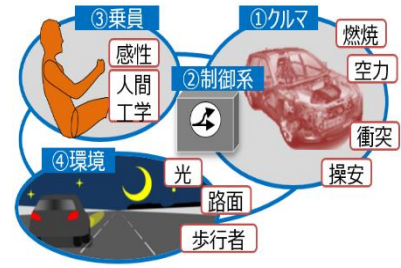 ③乗員
感性
人間
工学
①クルマ
燃焼
空力
衝突
操安
②制御系
④環境
光
路面
歩行者